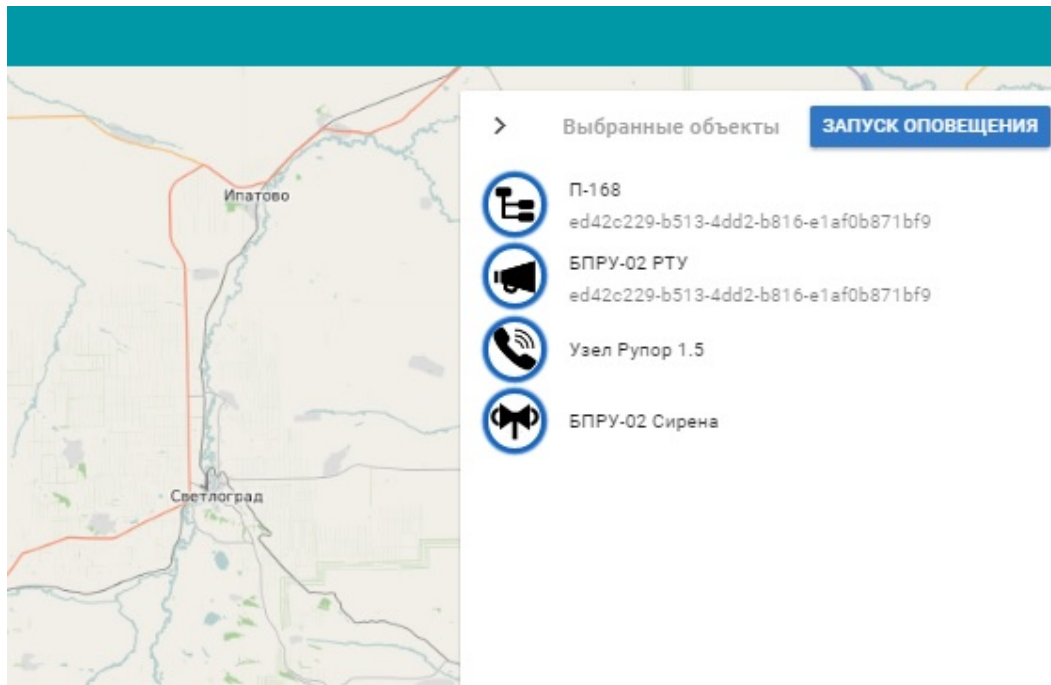 Выбранные объекты
ЗАПУСК ОПОВЕЩЕНИЯ
П-168
ed42c229-b513-4dd2-b816-e1af0b871bf9
БПРУ-02 РТУ
ed42c229-b513-4dd2-b816-e1af0b871bf9
Узел Рупор 1.5
БПРУ-02 Сирена
Ипатово
Светлоград